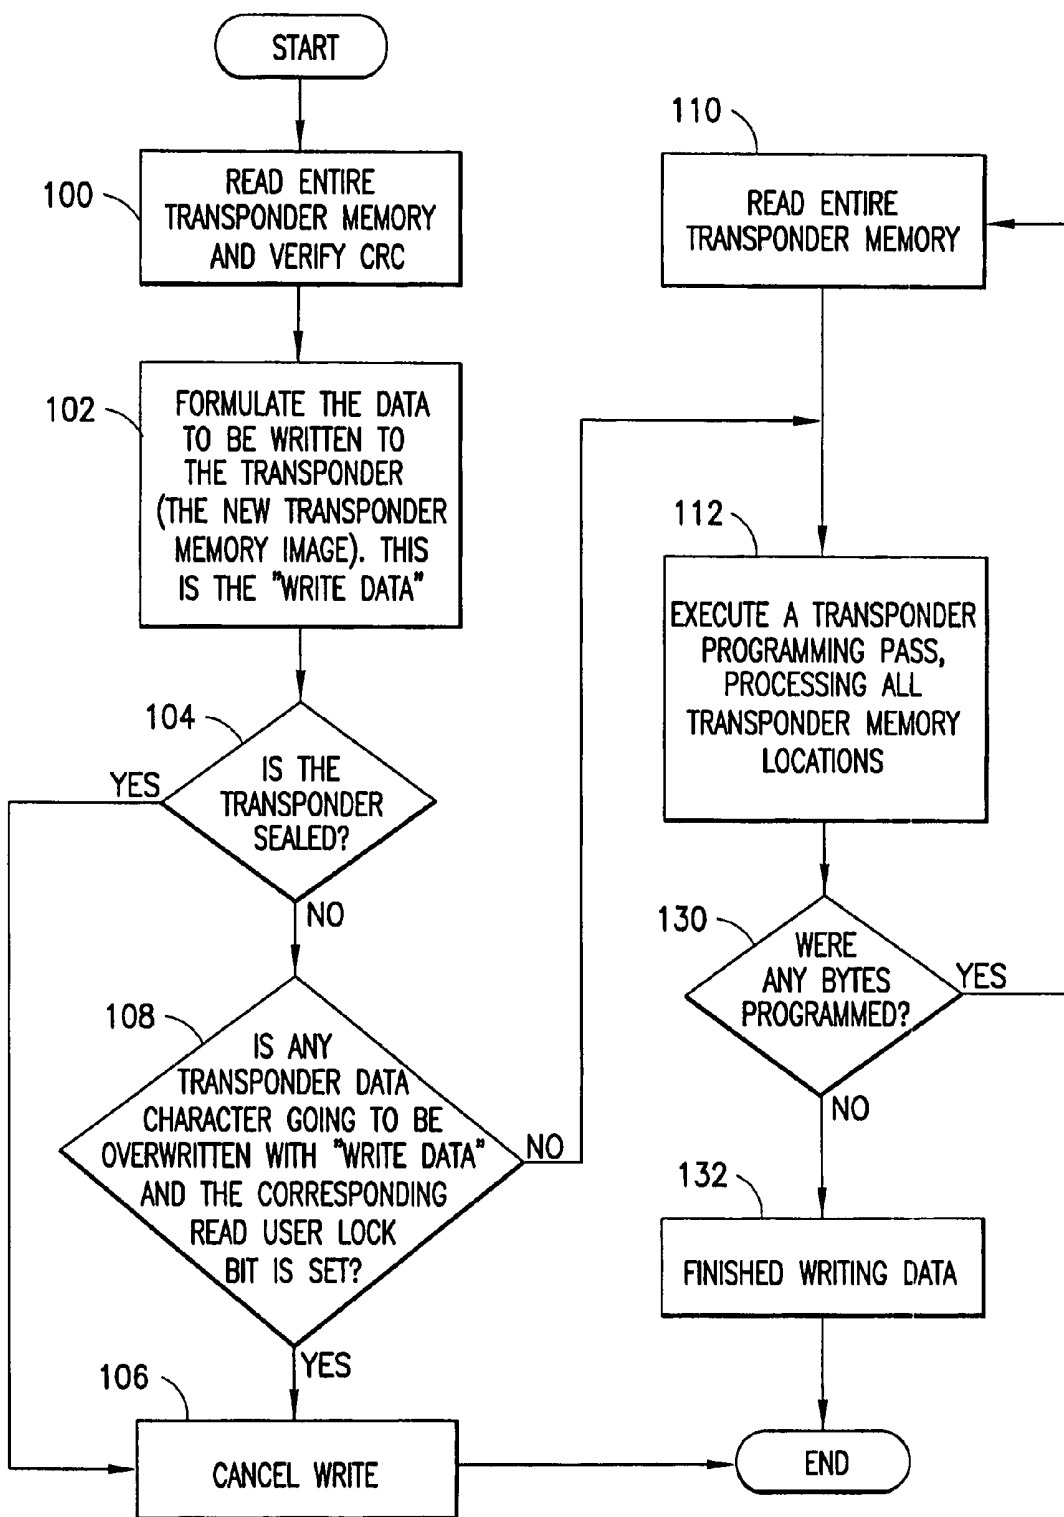 START
100
READ ENTIRE
TRANSPONDER MEMORY
AND VERIFY CRC
102
FORMULATE THE DATA
TO BE WRITTEN TO
THE TRANSPONDER
(THE NEW TRANSPONDER
MEMORY IMAGE). THIS
IS THE "WRITE DATA"
104
YES
IS THE
TRANSPONDER
SEALED?
NO
108
IS ANY
TRANSPONDER DATA
CHARACTER GOING TO BE
OVERWRITTEN WITH "WRITE DATA"
AND THE CORRESPONDING
READ USER LOCK
BIT IS SET?
NO
YES
106
CANCEL WRITE
110
READ ENTIRE
TRANSPONDER MEMORY
112
EXECUTE A TRANSPONDER
PROGRAMMING PASS,
PROCESSING ALL
TRANSPONDER MEMORY
LOCATIONS
130
WERE
ANY BYTES
PROGRAMMED?
YES
NO
132
FINISHED WRITING DATA
END